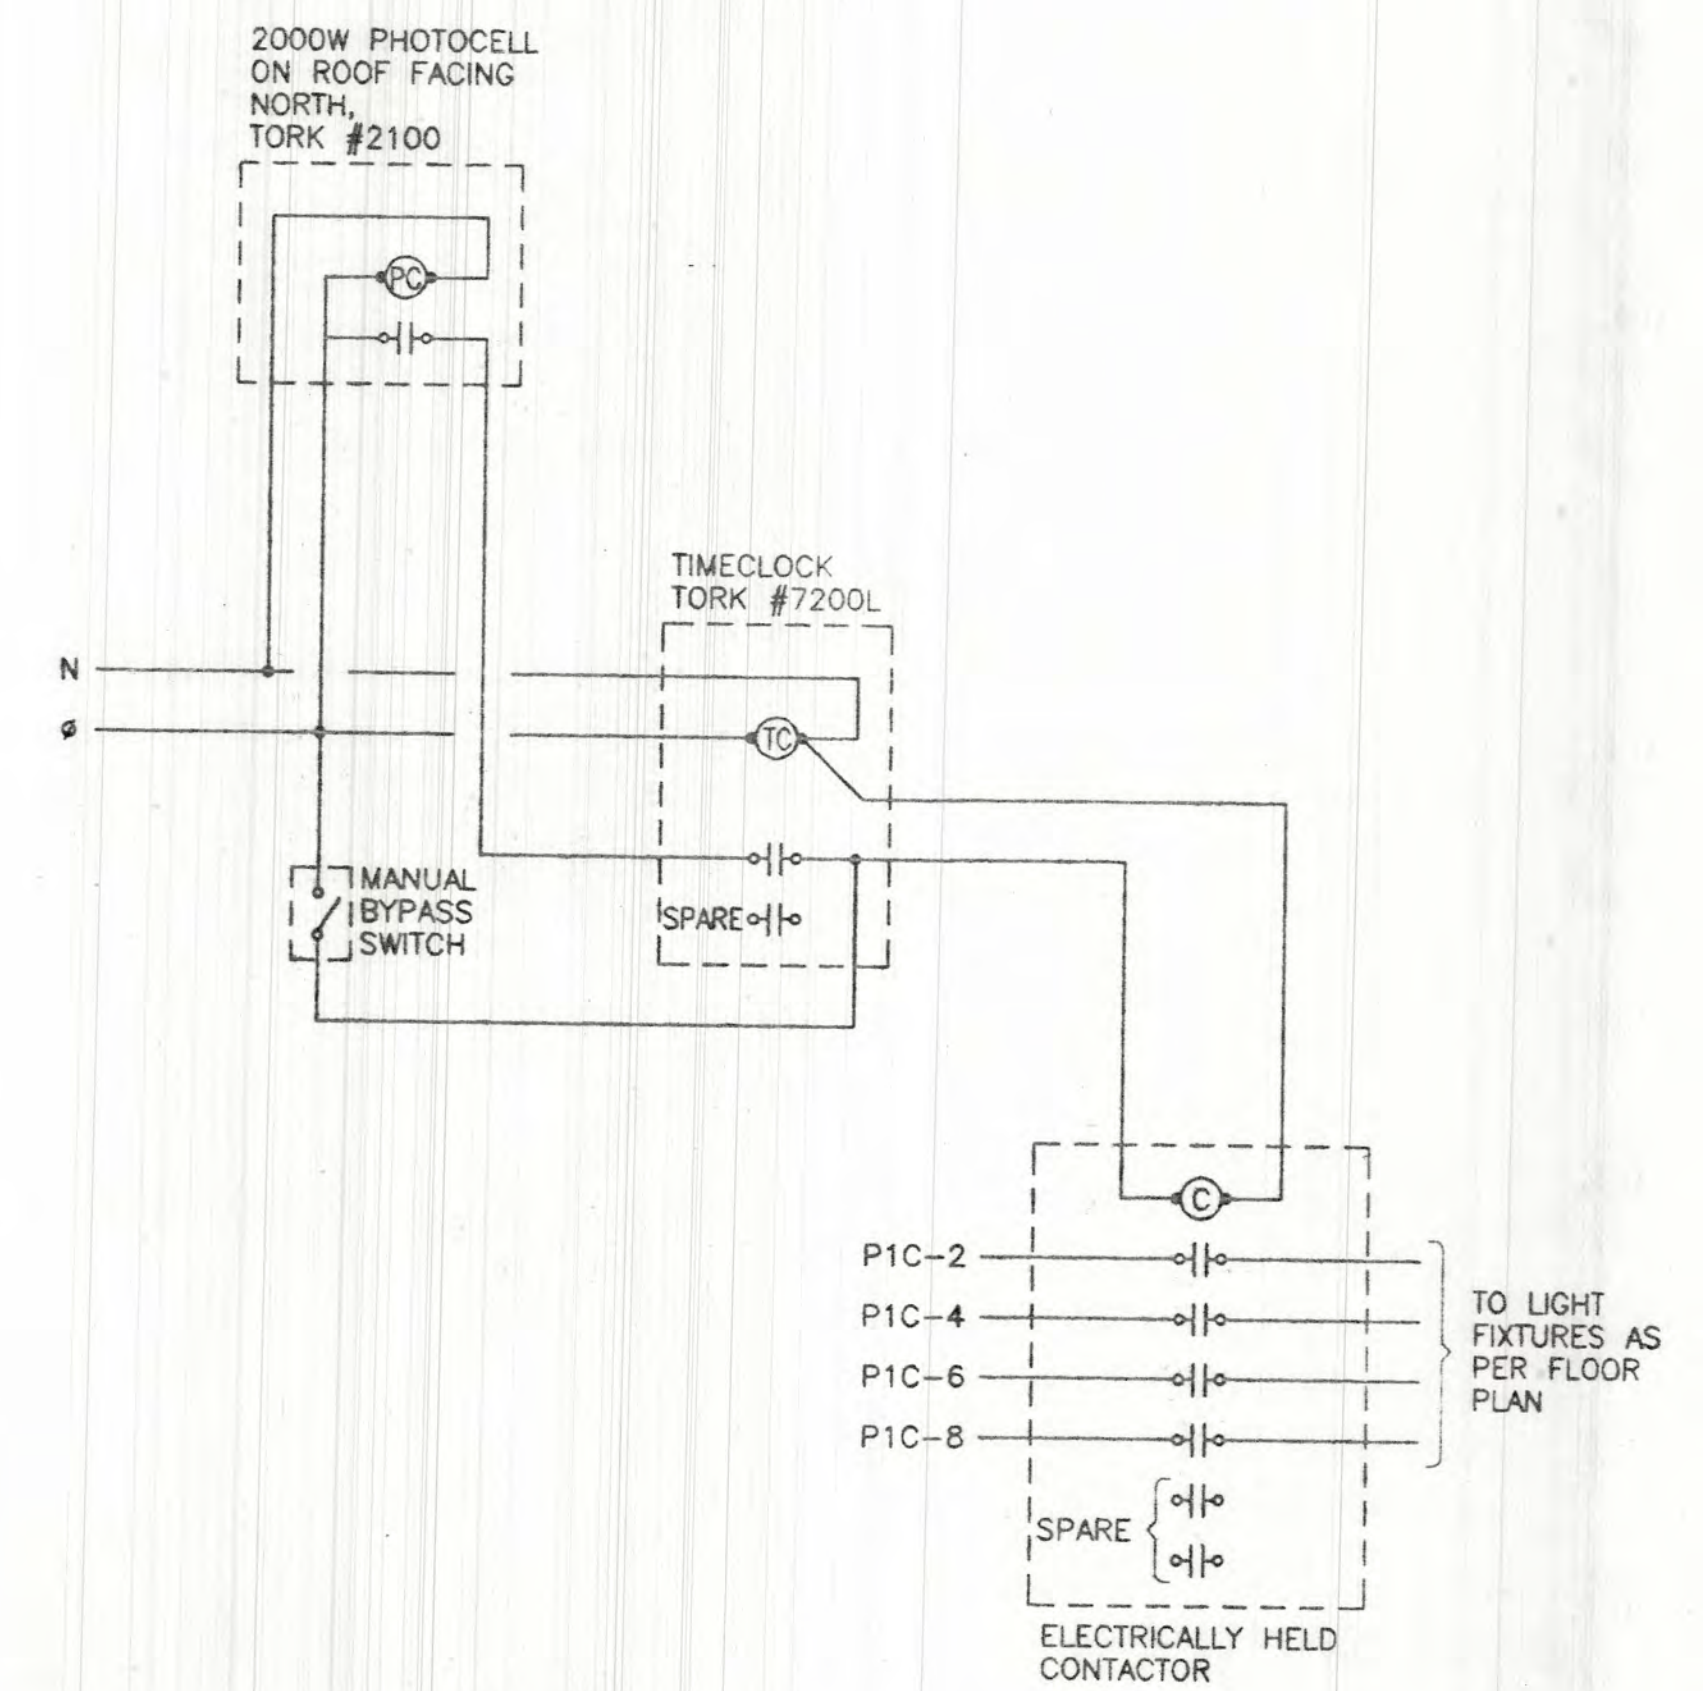 2000W PHOTOCELL
ON ROOF FACING
NORTH,
TORK #2100
PC
TIMECLOCK
TORK #7200L
N
ø
TC
MANUAL
BYPASS
SWITCH
SPARE
C
P1C-2
P1C-4
P1C-6
P1C-8
TO LIGHT
FIXTURES AS
PER FLOOR
PLAN
SPARE
ELECTRICALLY HELD
CONTACTOR